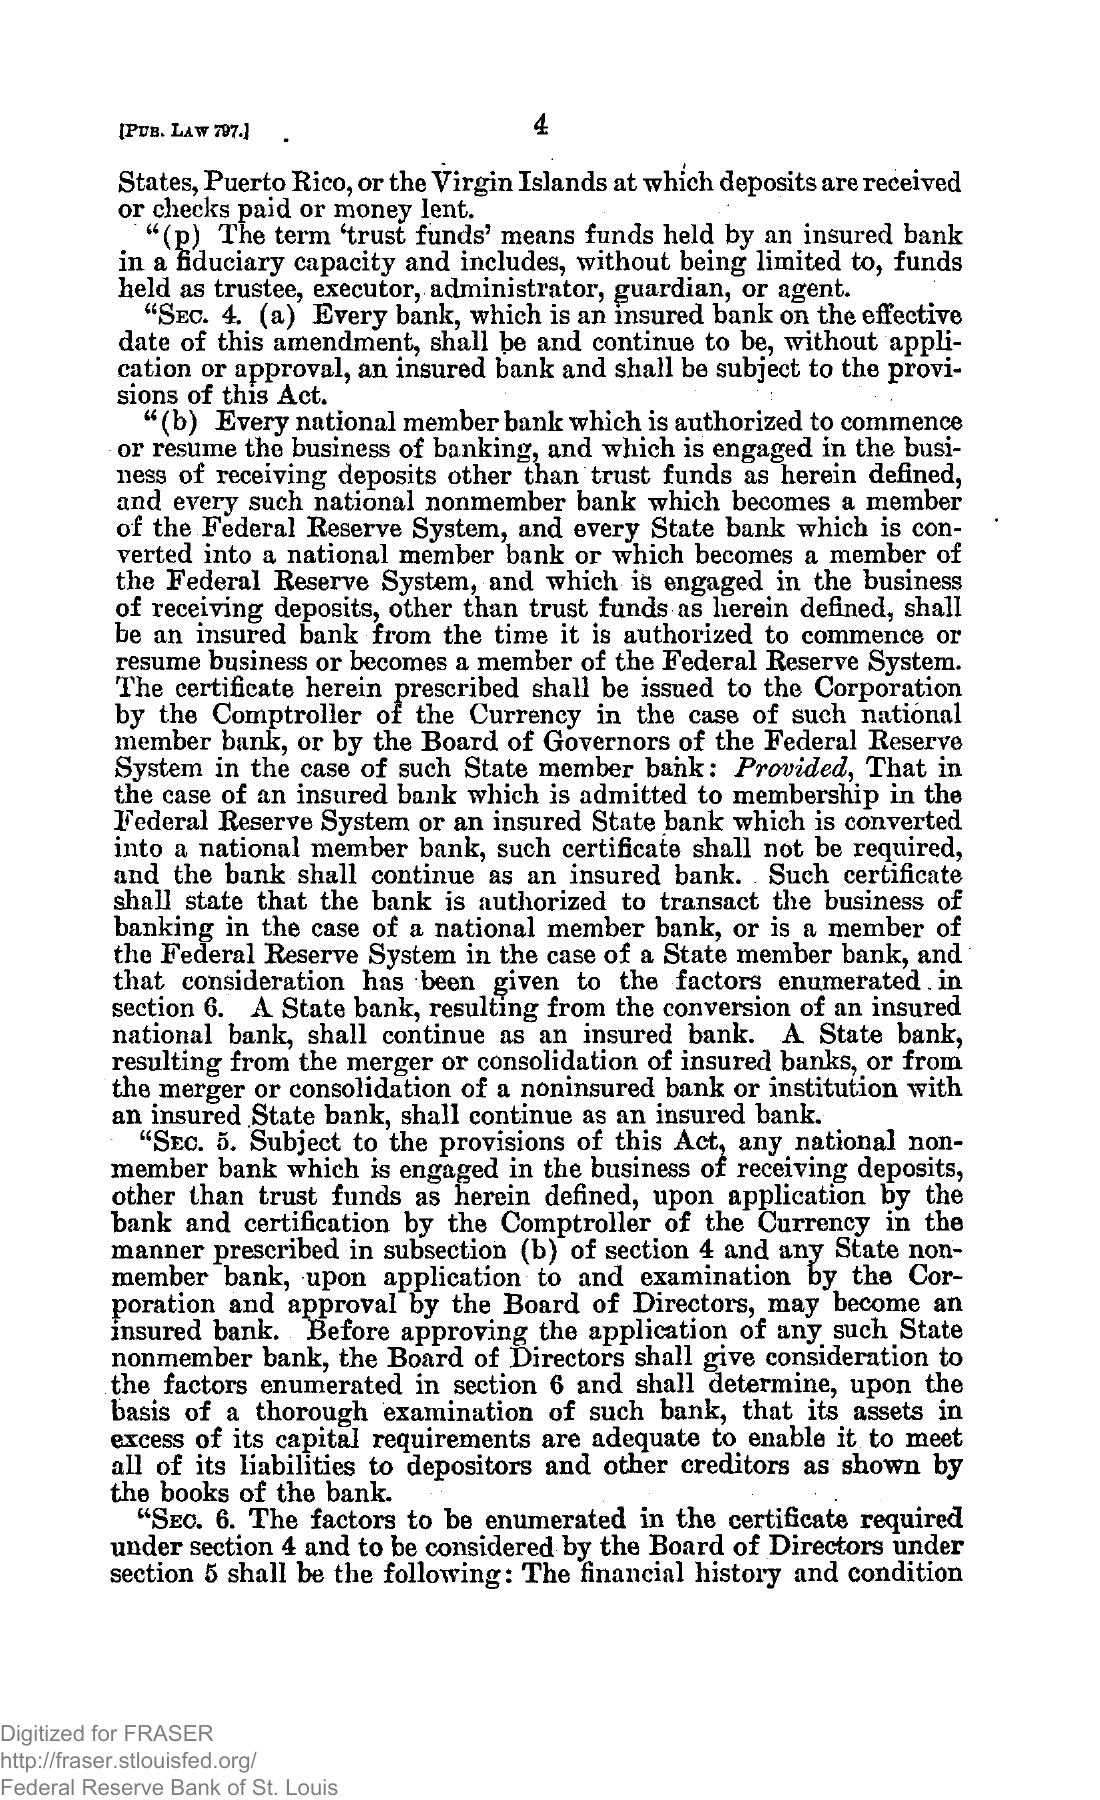 [PUB. LAW 797.]
4
States, Puerto Rico, or the Virgin Islands at which deposits are received
or checks paid or money lent.
“(p) The term ‘trust funds’ means funds held by an insured bank
in a fiduciary capacity and includes, without being limited to, funds
held as trustee, executor, administrator, guardian, or agent.
“SEC. 4. (a) Every bank, which is an insured bank on the effective
date of this amendment, shall be and continue to be, without appli-
cation or approval, an insured bank and shall be subject to the provi-
sions of this Act.
“(b) Every national member bank which is authorized to commence
or resume the business of banking, and which is engaged in the busi-
ness of receiving deposits other than trust funds as herein defined,
and every such national nonmember bank which becomes a member
of the Federal Reserve System, and every State bank which is con-
verted into a national member bank or which becomes a member of
the Federal Reserve System, and which is engaged in the business
of receiving deposits, other than trust funds as herein defined, shall
be an insured bank from the time it is authorized to commence or
resume business or becomes a member of the Federal Reserve System.
The certificate herein prescribed shall be issued to the Corporation
by the Comptroller of the Currency in the case of such national
member bank, or by the Board of Governors of the Federal Reserve
System in the case of such State member bank: Provided, That in
the case of an insured bank which is admitted to membership in the
Federal Reserve System or an insured State bank which is converted
into a national member bank, such certificate shall not be required,
and the bank shall continue as an insured bank. Such certificate
shall state that the bank is authorized to transact the business of
banking in the case of a national member bank, or is a member of
the Federal Reserve System in the case of a State member bank, and
that consideration has been given to the factors enumerated in
section 6. A State bank, resulting from the conversion of an insured
national bank, shall continue as an insured bank. A State bank,
resulting from the merger or consolidation of insured banks, or from
the merger or consolidation of a noninsured bank or institution with
an insured State bank, shall continue as an insured bank.
“SEC. 5. Subject to the provisions of this Act, any national non-
member bank which is engaged in the business of receiving deposits,
other than trust funds as herein defined, upon application by the
bank and certification by the Comptroller of the Currency in the
manner prescribed in subsection (b) of section 4 and any State non-
member bank, upon application to and examination by the Cor-
poration and approval by the Board of Directors, may become an
insured bank. Before approving the application of any such State
nonmember bank, the Board of Directors shall give consideration to
the factors enumerated in section 6 and shall determine, upon the
basis of a thorough examination of such bank, that its assets in
excess of its capital requirements are adequate to enable it to meet
all of its liabilities to depositors and other creditors as shown by
the books of the bank.
“SEC. 6. The factors to be enumerated in the certificate required
under section 4 and to be considered by the Board of Directors under
section 5 shall be the following: The financial history and condition
Digitized for FRASER
http://fraser.stlouisfed.org/
Federal Reserve Bank of St. Louis